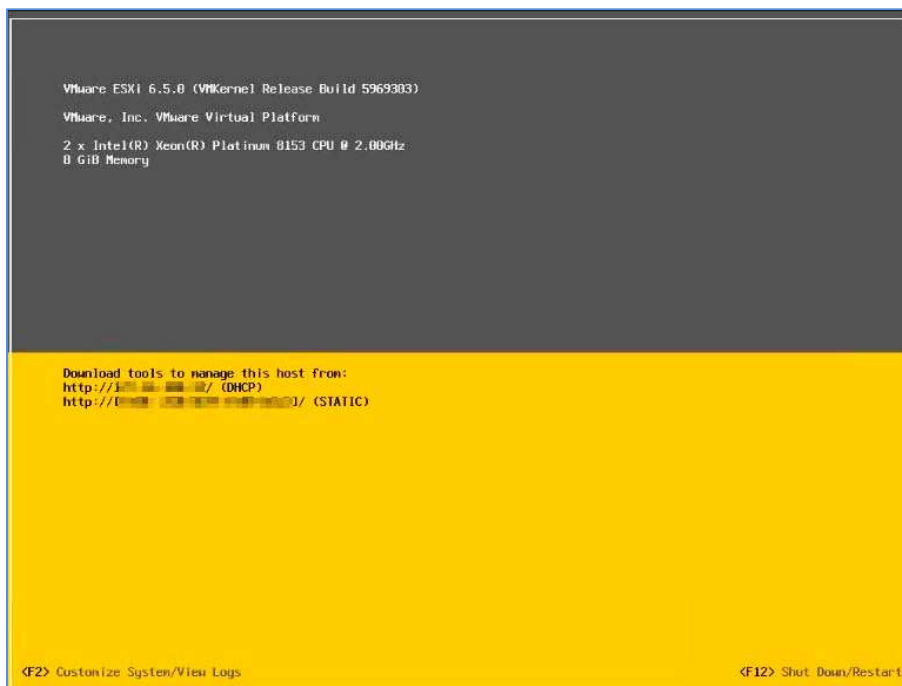 VMware ESXi 6.5.0 (VMKernel Release Build 5969303)
VMware, Inc. VMware Virtual Platform
2 x Intel(R) Xeon(R) Platinum 8153 CPU @ 2.00GHz
8 GiB Memory
Download tools to manage this host from:
http:// / (DHCP)
http://[ ]/ (STATIC)
<F2> Customize System/View Logs
<F12> Shut Down/Restart